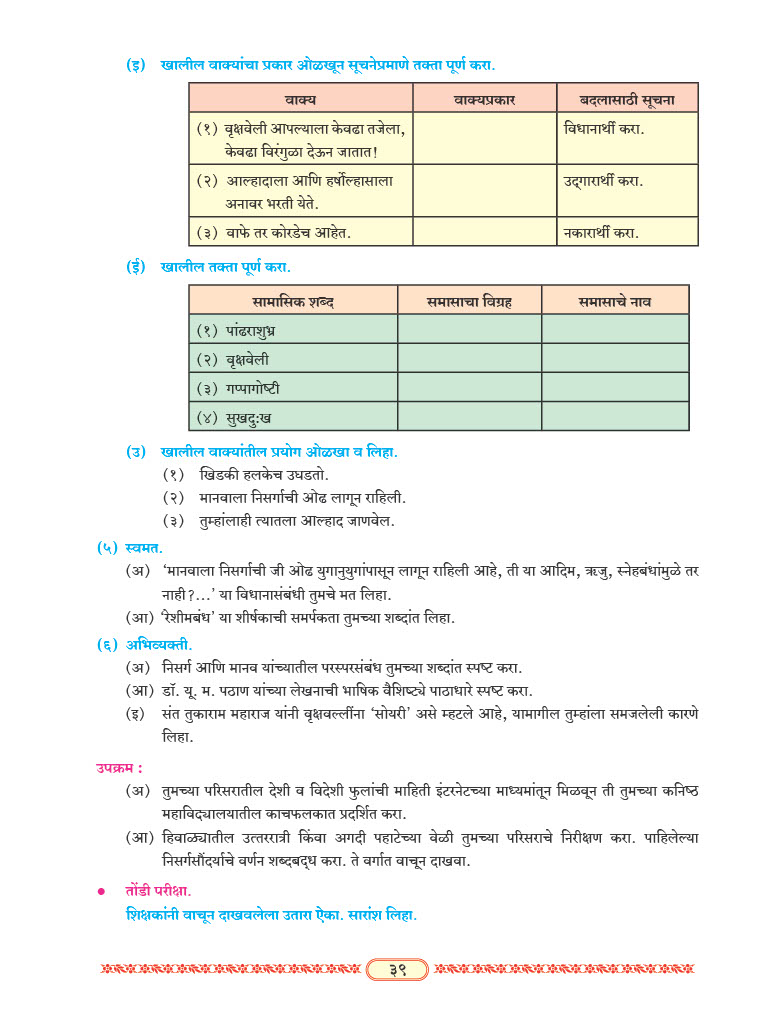 (इ) खालील वाक्यांचा प्रकार ओळखून सूचनेप्रमाणे तक्ता पूर्ण करा.
वाक्य वाक्यप्रकार बदलासाठी सूचना
(१) वृक्षवेली आपल्याला केवढा तजेला, विधानार्थी करा.
केवढा विरंगुळा देऊन जातात!
(२) आल्हादाला आणि हर्षोल्हासाला उद्‌गारार्थी करा.
अनावर भरती येते.
(३) वाफे तर कोरडेच आहेत. नकारार्थी करा.
(ई) खालील तक्ता पूर्ण करा.
सामासिक शब्द समासाचा विग्रह समासाचे नाव
(१) पांढराशुभ्र
(२) वृक्षवेली
(३) गप्पागोष्टी
(४) सुखदुःख
(उ) खालील वाक्यांतील प्रयोग ओळखा व लिहा.
(१) खिडकी हलकेच उघडतो.
(२) मानवाला निसर्गाची ओढ लागून राहिली.
(३) तुम्हांलाही त्यातला आल्हाद जाणवेल.
(५) स्वमत.
(अ) ‘मानवाला निसर्गाची जी ओढ युगानुयुगांपासून लागून राहिली आहे, ती या आदिम, ऋजु, स्नेहबंधांमुळे तर
नाही?...’ या विधानासंबंधी तुमचे मत लिहा.
(आ) ‘रेशीमबंध’ या शीर्षकाची समर्पकता तुमच्या शब्दांत लिहा.
(६) अभिव्यक्ती.
(अ) निसर्ग आणि मानव यांच्यातील परस्परसंबंध तुमच्या शब्दांत स्पष्ट करा.
(आ) डॉ. यू. म. पठाण यांच्या लेखनाची भाषिक वैशिष्ट्ये पाठाधारे स्पष्ट करा.
(इ) संत तुकाराम महाराज यांनी वृक्षवल्लींना ‘सोयरी’ असे म्हटले आहे, यामागील तुम्हांला समजलेली कारणे
लिहा.
उपक्रम :
(अ) तुमच्या परिसरातील देशी व विदेशी फुलांची माहिती इंटरनेटच्या माध्यमांतून मिळवून ती तुमच्या कनिष्ठ
महाविद्यालयातील काचफलकात प्रदर्शित करा.
(आ) हिवाळ्यातील उत्तररात्री किंवा अगदी पहाटेच्या वेळी तुमच्या परिसराचे निरीक्षण करा. पाहिलेल्या
निसर्गसौंदर्याचे वर्णन शब्दबद्ध करा. ते वर्गात वाचून दाखवा.
• तोंडी परीक्षा.
शिक्षकांनी वाचून दाखवलेला उतारा ऐका. सारांश लिहा.
३९